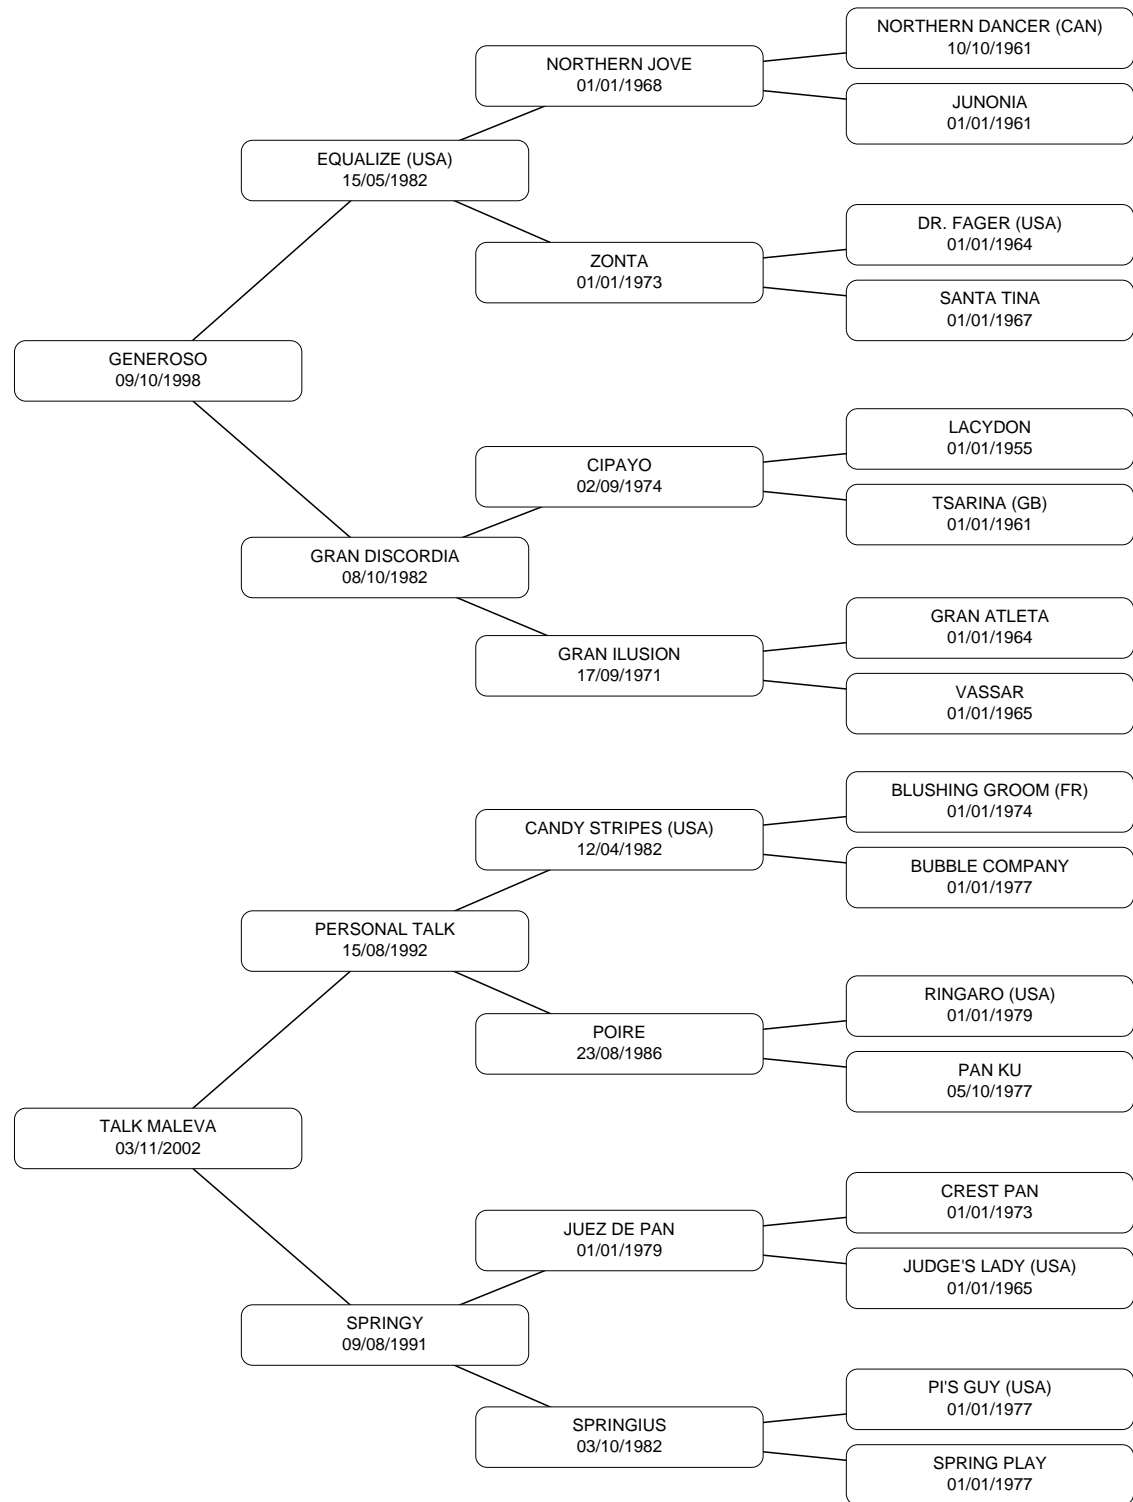 NORTHERN DANCER (CAN)
10/10/1961
NORTHERN JOVE
01/01/1968
JUNONIA
01/01/1961
EQUALIZE (USA)
15/05/1982
DR. FAGER (USA)
01/01/1964
ZONTA
01/01/1973
SANTA TINA
01/01/1967
GENEROSO
09/10/1998
LACYDON
01/01/1955
CIPAYO
02/09/1974
TSARINA (GB)
01/01/1961
GRAN DISCORDIA
08/10/1982
GRAN ATLETA
01/01/1964
GRAN ILUSION
17/09/1971
VASSAR
01/01/1965
BLUSHING GROOM (FR)
01/01/1974
CANDY STRIPES (USA)
12/04/1982
BUBBLE COMPANY
01/01/1977
PERSONAL TALK
15/08/1992
RINGARO (USA)
01/01/1979
POIRE
23/08/1986
PAN KU
05/10/1977
TALK MALEVA
03/11/2002
CREST PAN
01/01/1973
JUEZ DE PAN
01/01/1979
JUDGE'S LADY (USA)
01/01/1965
SPRINGY
09/08/1991
PI'S GUY (USA)
01/01/1977
SPRINGIUS
03/10/1982
SPRING PLAY
01/01/1977